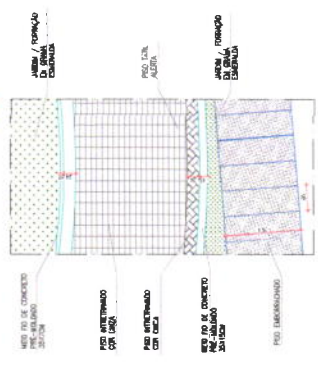 JARDIM / FORRAÇÃO
EM GRAMA
ESMERALDA
PISO TÁTIL
ALERTA
JARDIM / FORRAÇÃO
EM GRAMA
ESMERALDA
MEIO FIO DE CONCRETO
PRÉ-MOLDADO
PISO INTERTRAVADO
COR CINZA
PISO INTERTRAVADO
COR CINZA
MEIO FIO DE CONCRETO
PRÉ-MOLDADO
PISO EMBORRACHADO